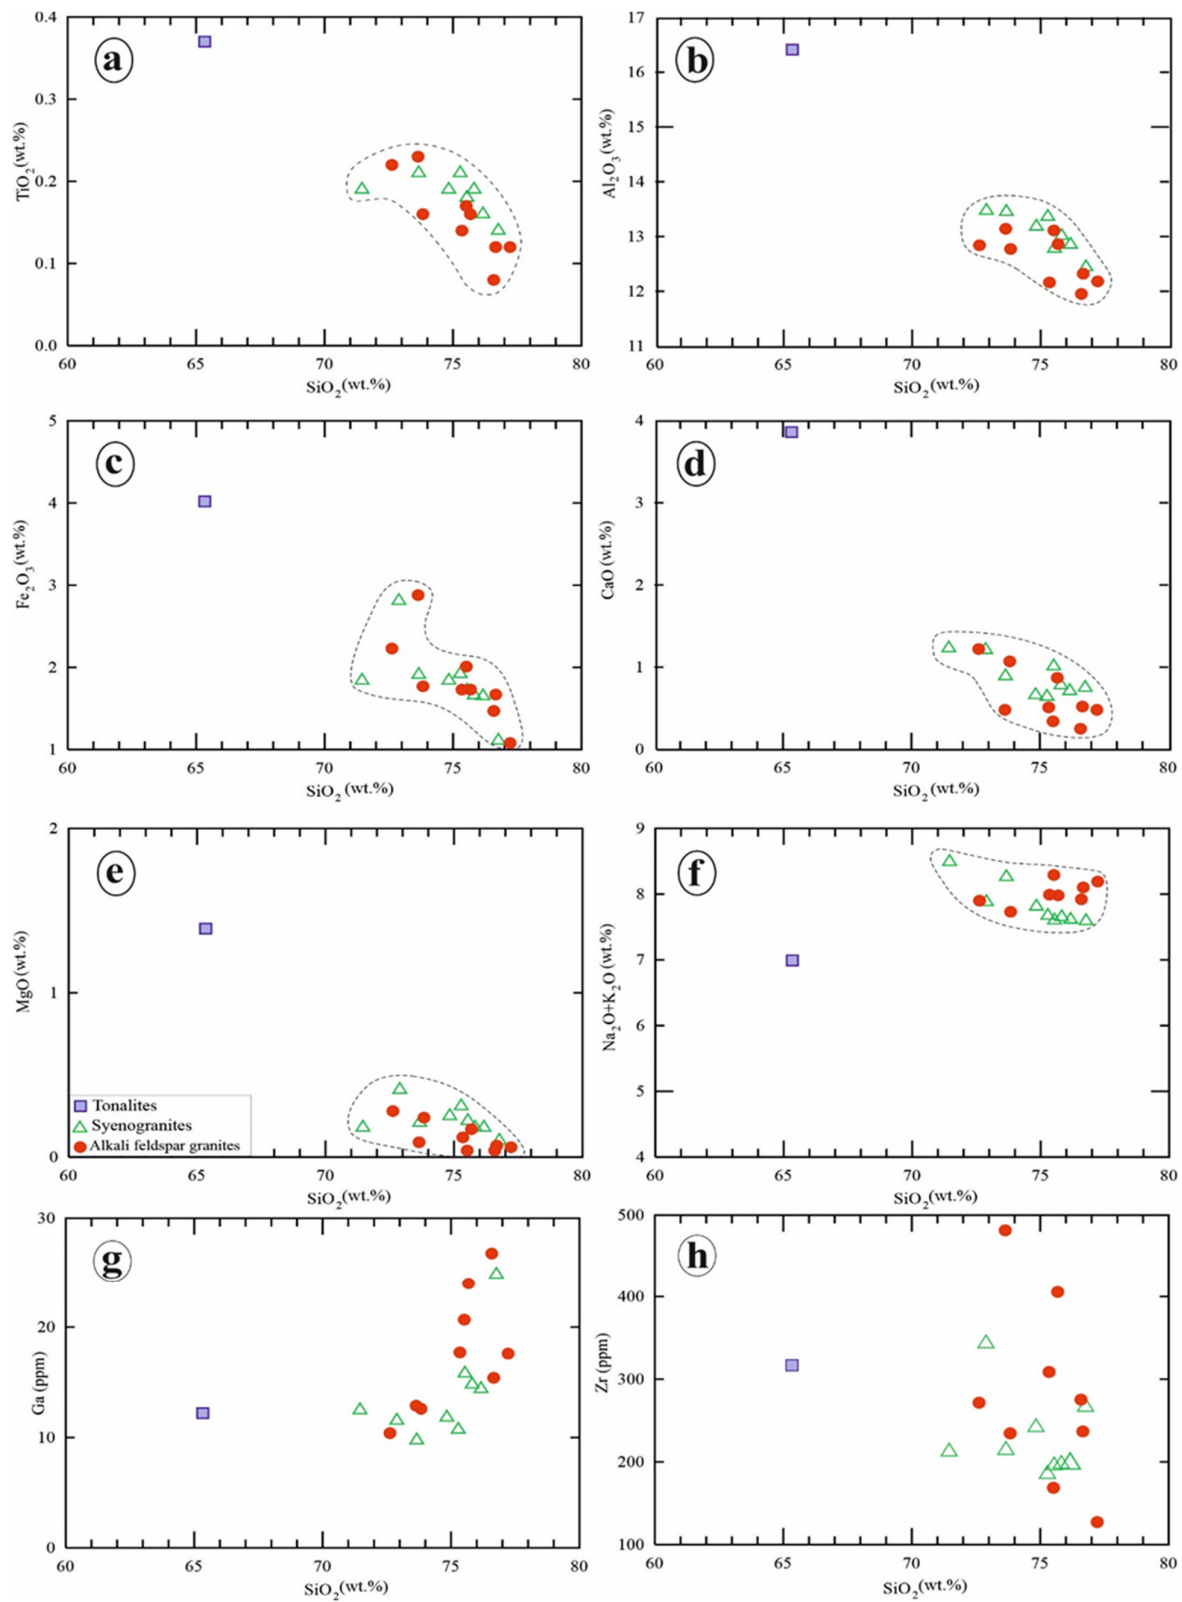 a
0.4
0.3
0.2
0.1
0.0
TiO2 (wt.%)
60 65 70 75 80
SiO2 (wt.%)
b
17
16
15
14
13
12
11
Al2O3 (wt.%)
60 65 70 75 80
SiO2 (wt.%)
c
5
4
3
2
1
Fe2O3 (wt.%)
60 65 70 75 80
SiO2 (wt.%)
d
4
3
2
1
0
CaO (wt.%)
60 65 70 75 80
SiO2 (wt.%)
e
2
1
0
MgO (wt.%)
Tonalites
Syenogranites
Alkali feldspar granites
60 65 70 75 80
SiO2 (wt.%)
f
9
8
7
6
5
4
Na2O+K2O (wt.%)
60 65 70 75 80
SiO2 (wt.%)
g
30
20
10
0
Ga (ppm)
60 65 70 75 80
SiO2 (wt.%)
h
500
400
300
200
100
Zr (ppm)
60 65 70 75 80
SiO2 (wt.%)